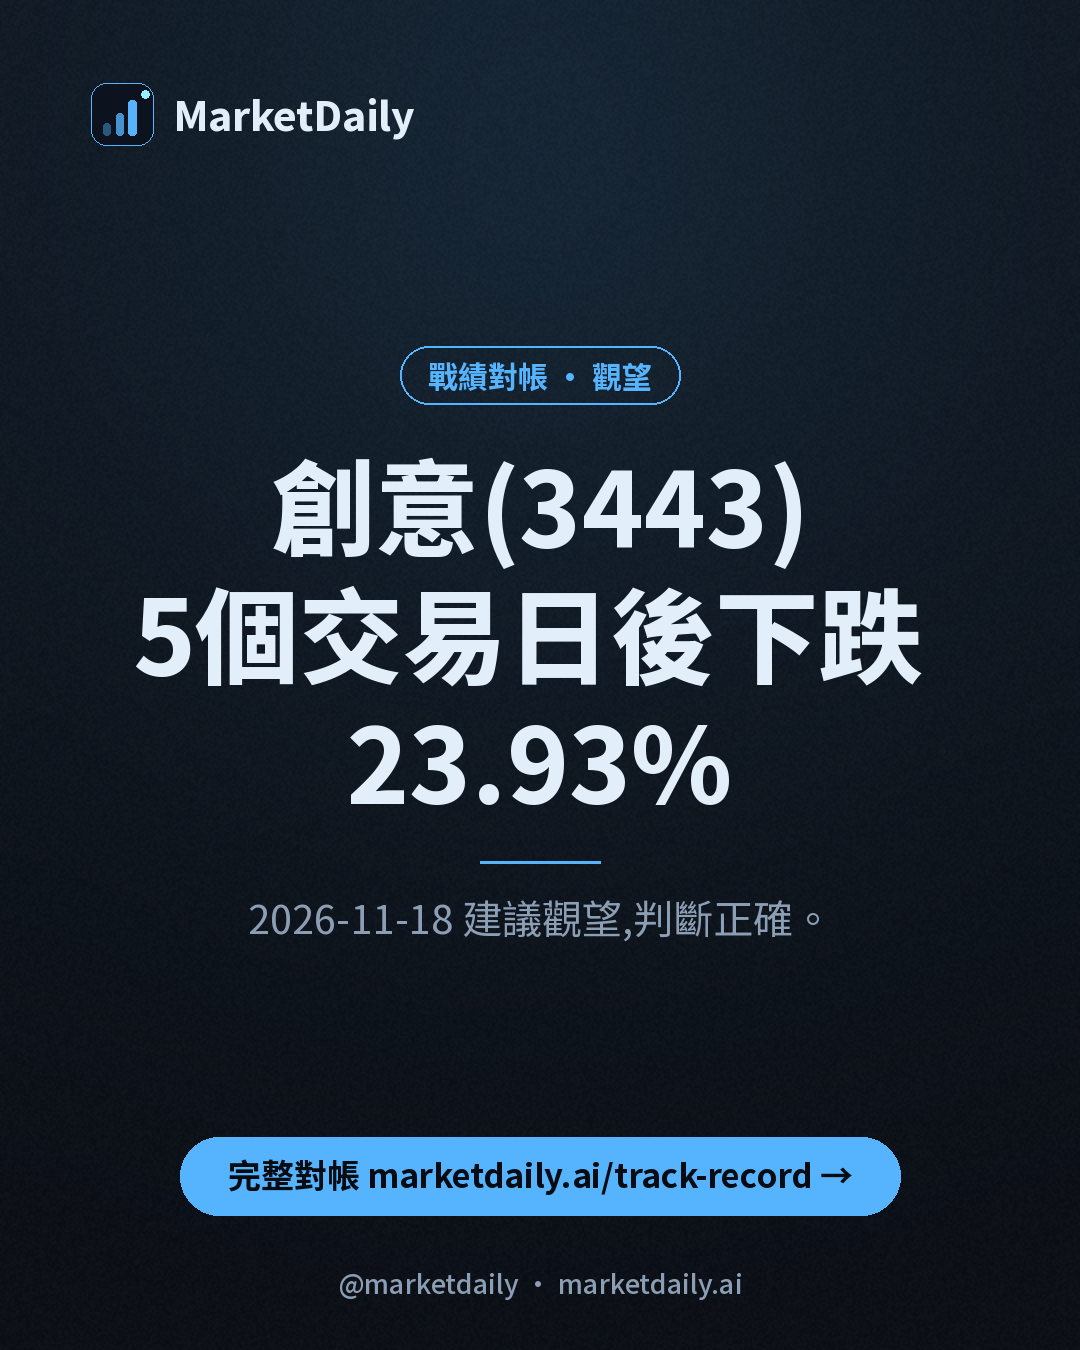 MarketDaily
戰績對帳 • 觀望
創意(3443)
5個交易日後下跌
23.93%
2026-11-18 建議觀望,判斷正確。
完整對帳 marketdaily.ai/track-record →
@marketdaily • marketdaily.ai